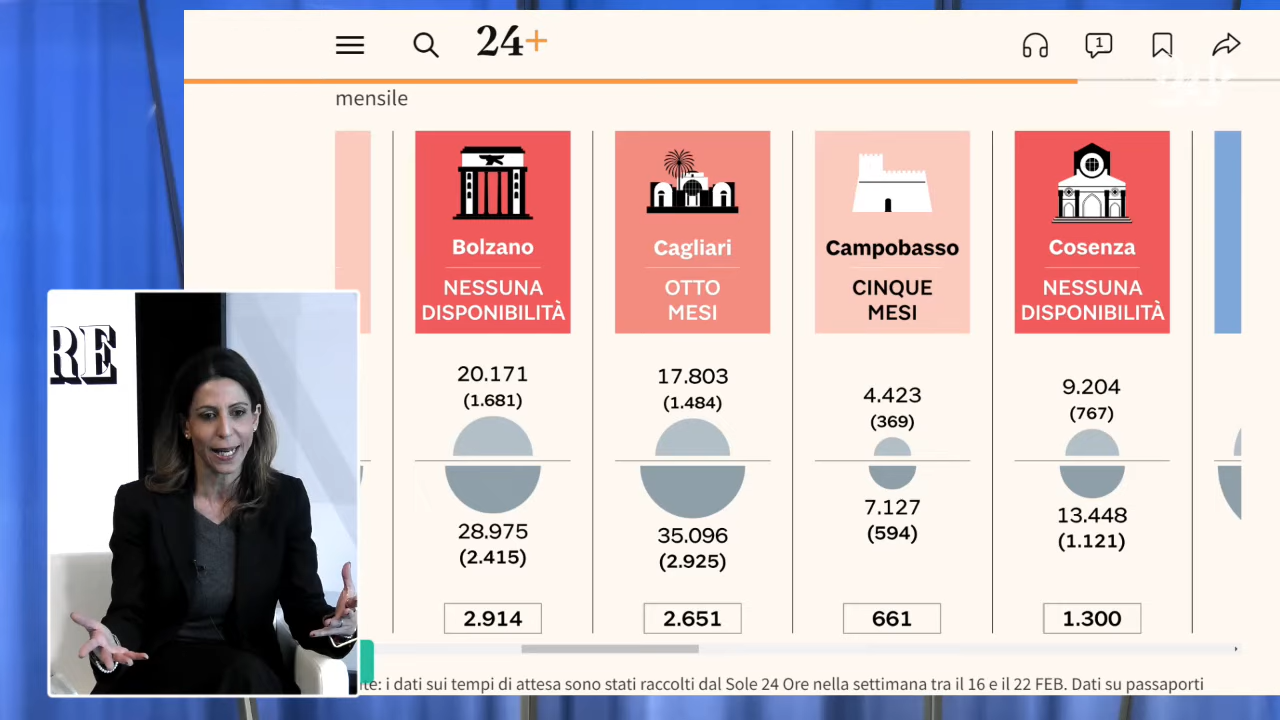 24+
1
mensile
Bolzano
NESSUNA
DISPONIBILITÀ
20.171
(1.681)
28.975
(2.415)
2.914
Cagliari
OTTO
MESI
17.803
(1.484)
35.096
(2.925)
2.651
Campobasso
CINQUE
MESI
4.423
(369)
7.127
(594)
661
Cosenza
NESSUNA
DISPONIBILITÀ
9.204
(767)
13.448
(1.121)
1.300
RE
i dati sui tempi di attesa sono stati raccolti dal Sole 24 Ore nella settimana tra il 16 e il 22 FEB. Dati su passaporti